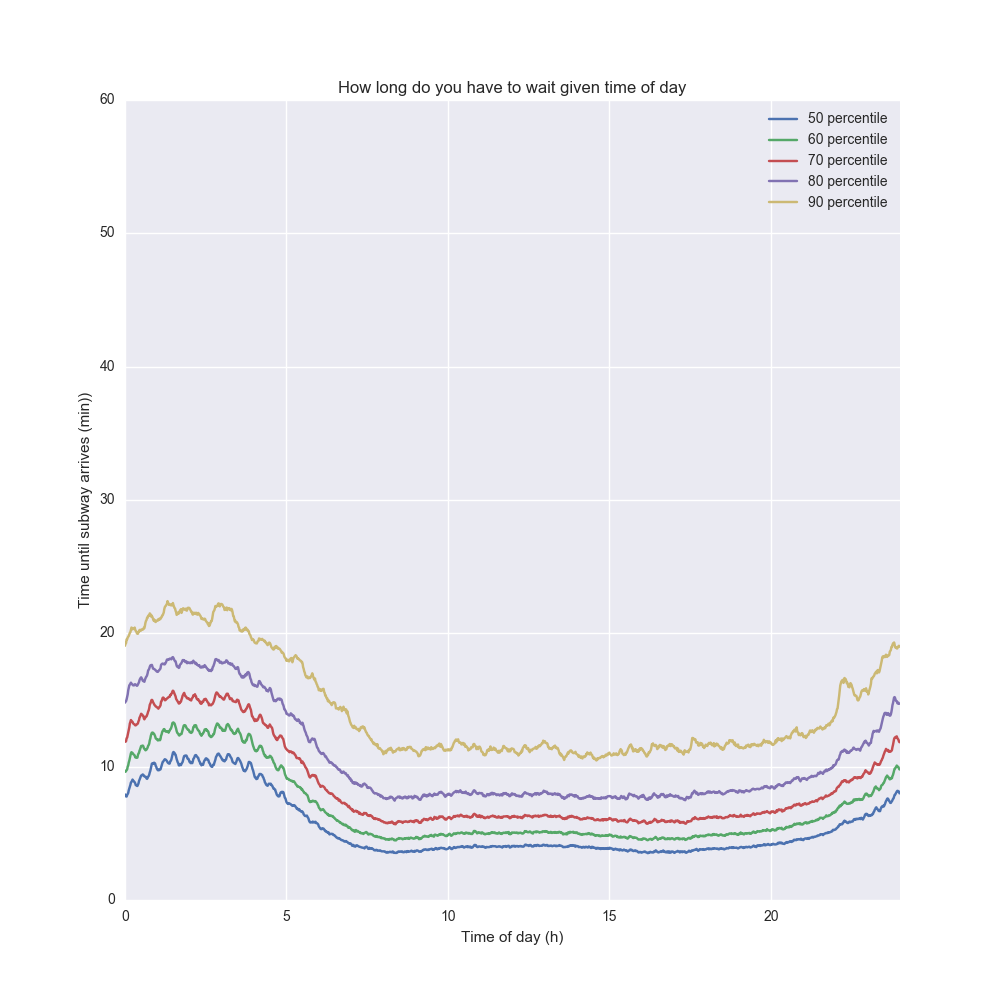 How long do you have to wait given time of day
60
50
40
30
20
10
0
Time until subway arrives (min))
50 percentile
60 percentile
70 percentile
80 percentile
90 percentile
0 5 10 15 20
Time of day (h)